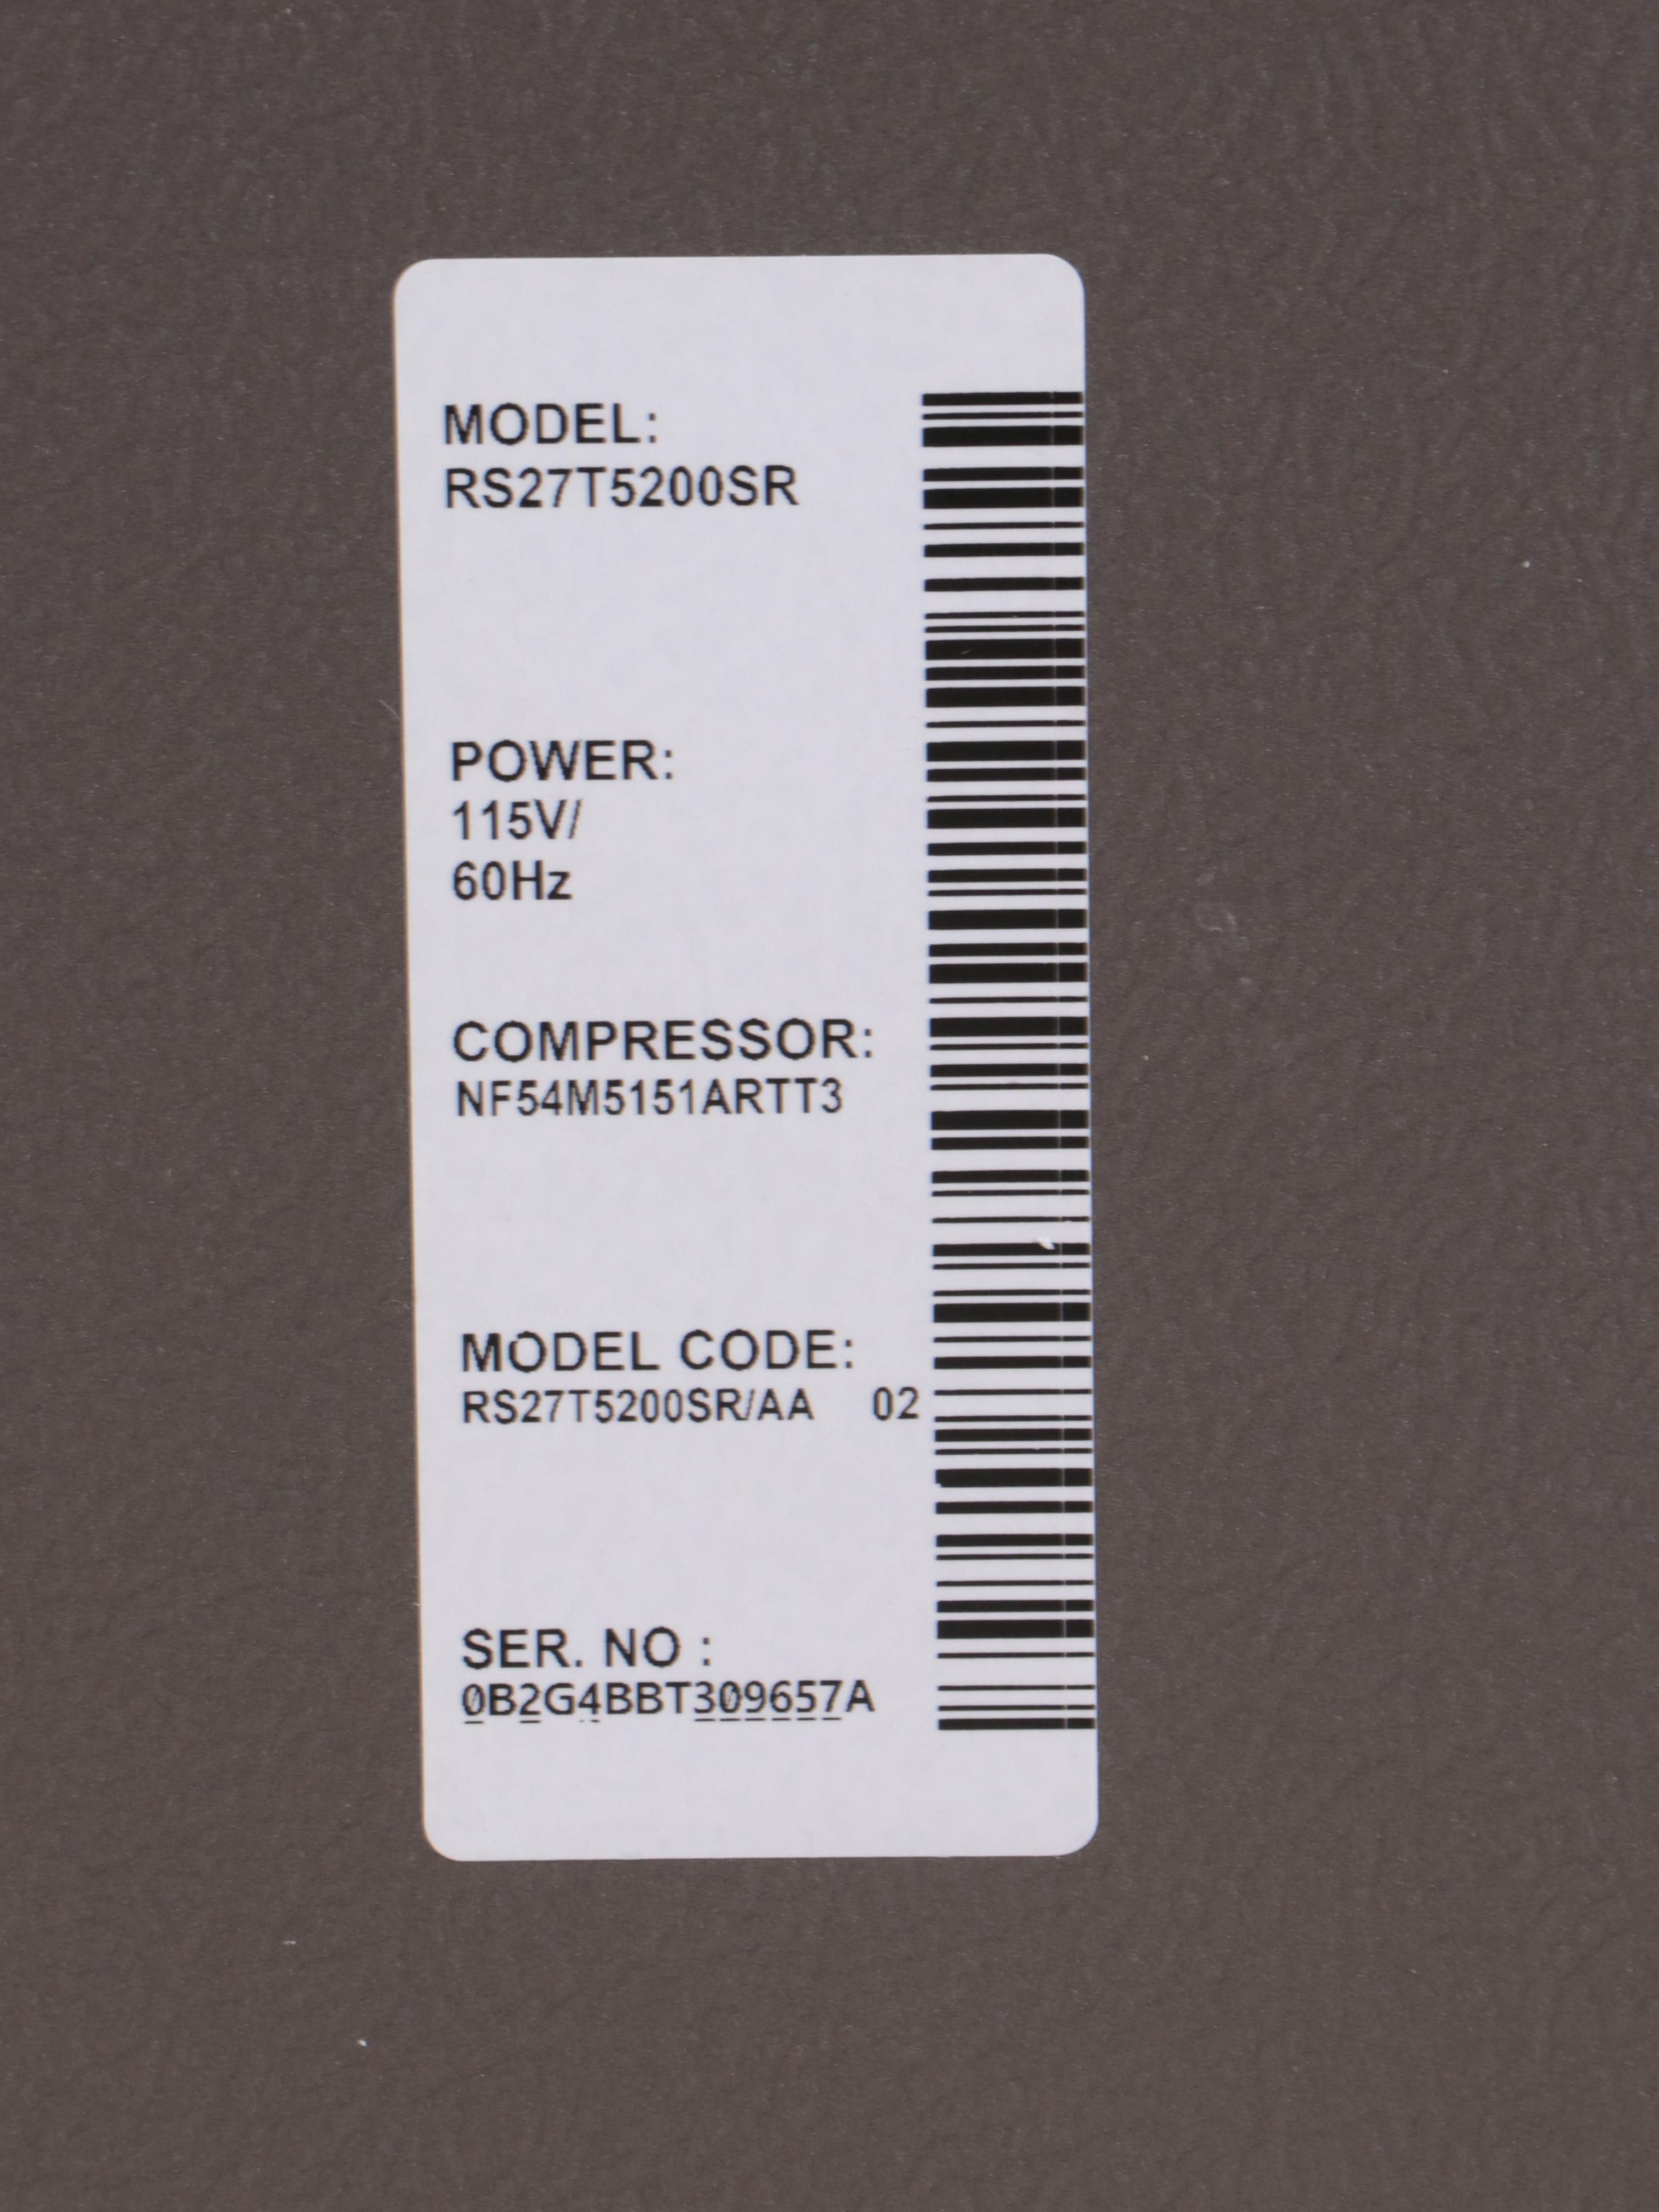 MODEL:
RS27T5200SR
POWER:
115V/
60Hz
COMPRESSOR:
NF54M5151ARTT3
MODEL CODE:
RS27T5200SR/AA 02
SER. NO :
0B2G4BBT309657A